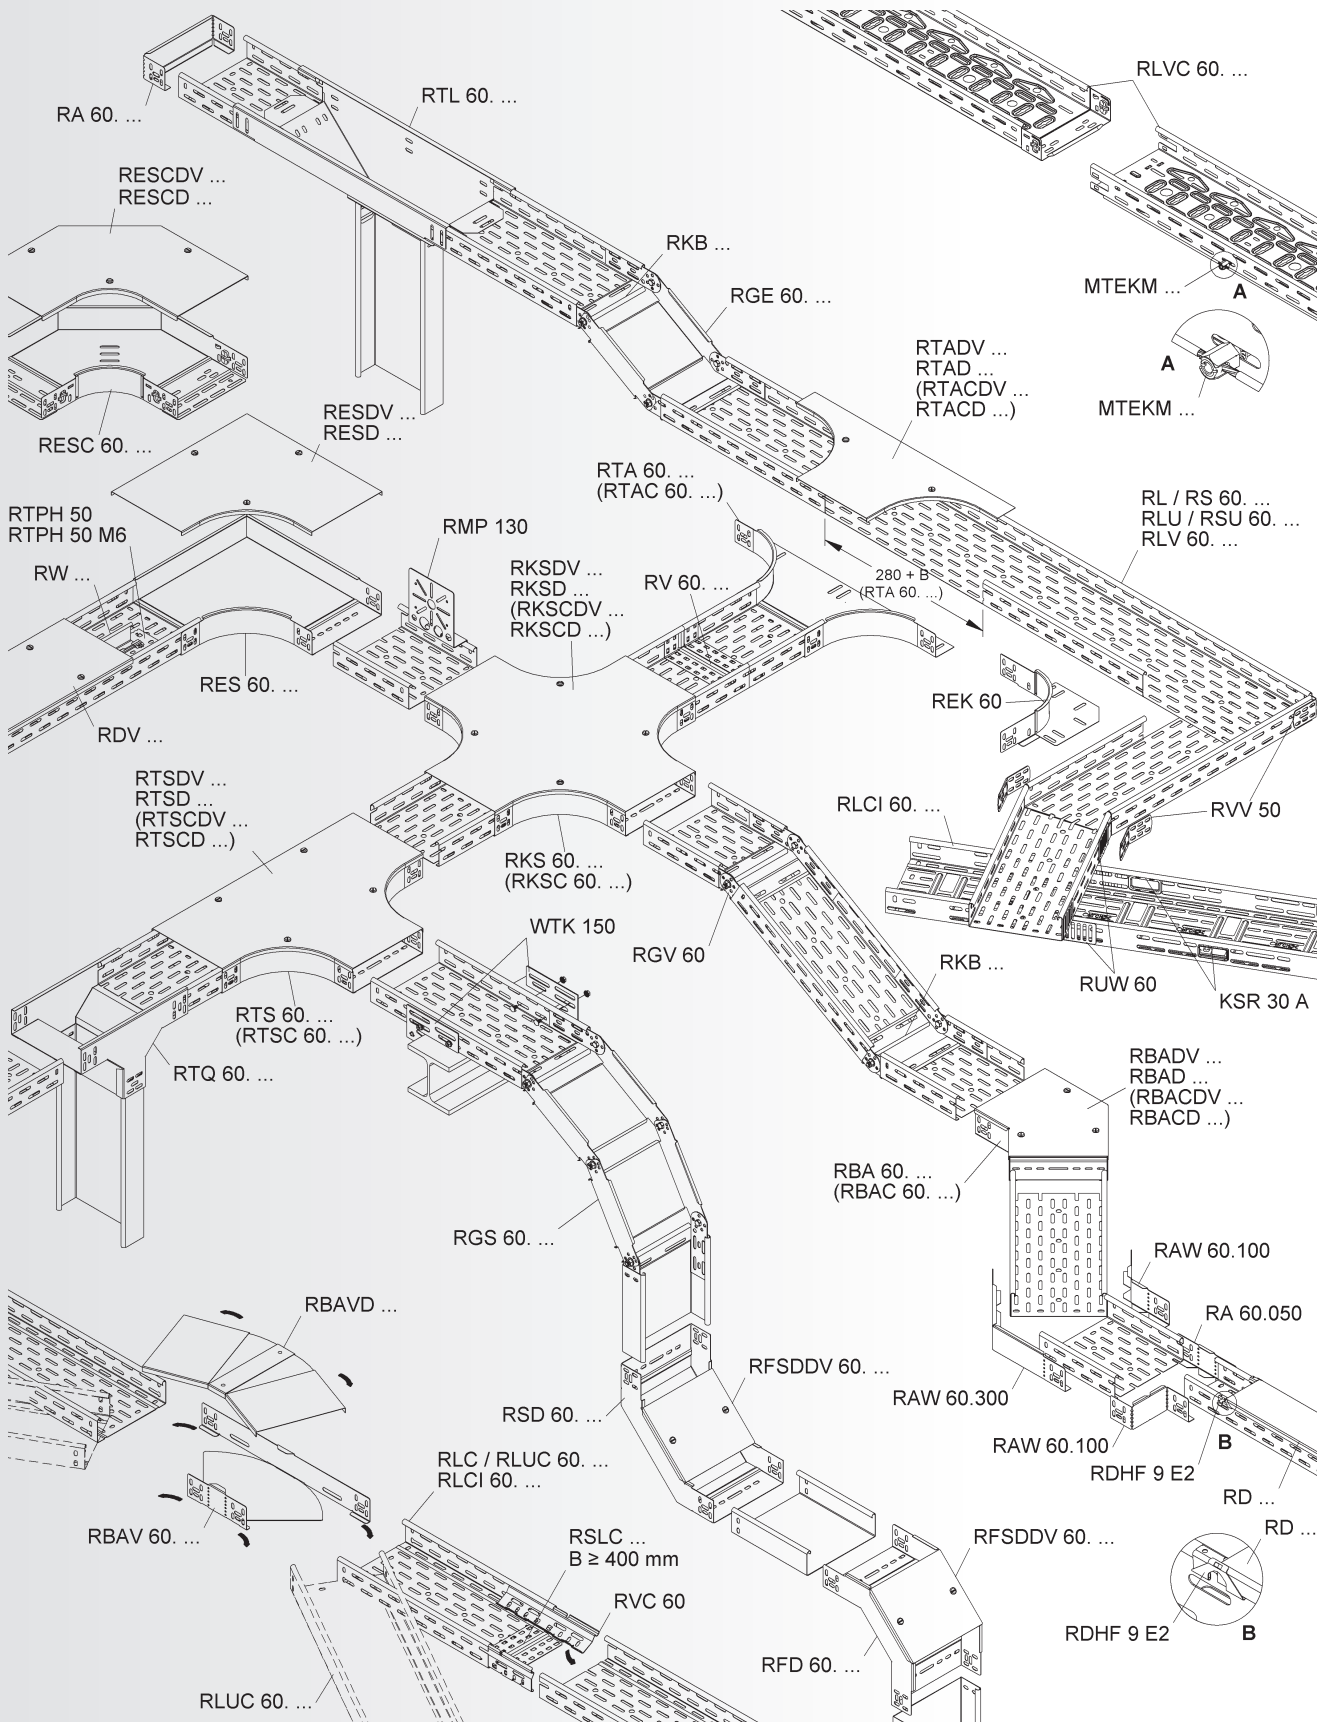 RLVC 60. ...
RTL 60. ...
RA 60. ...
RESCDV ...
RESCD ...
RKB ...
MTEKM ...
A
RGE 60. ...
RTADV ...
RTAD ...
(RTACDV ...
RTACD ...)
A
MTEKM ...
RESC 60. ...
RESDV ...
RESD ...
RTA 60. ...
(RTAC 60. ...)
RL / RS 60. ...
RLU / RSU 60. ...
RLV 60. ...
RTPH 50
RTPH 50 M6
RMP 130
RW ...
RKSDV ...
RKSD ...
(RKSCDV ...
RKSCD ...)
RV 60. ...
280 + B
(RTA 60. ...)
RES 60. ...
REK 60
RDV ...
RTSDV ...
RTSD ...
(RTSCDV ...
RTSCD ...)
RLCI 60. ...
RVV 50
RKS 60. ...
(RKSC 60. ...)
WTK 150
RGV 60
RKB ...
RUW 60
KSR 30 A
RTS 60. ...
(RTSC 60. ...)
RTQ 60. ...
RBADV ...
RBAD ...
(RBACDV ...
RBACD ...)
RBA 60. ...
(RBAC 60. ...)
RGS 60. ...
RAW 60.100
RBAVD ...
RA 60.050
RFSDDV 60. ...
RAW 60.300
RSD 60. ...
RAW 60.100
B
RLC / RLUC 60. ...
RLCI 60. ...
RDHF 9 E2
RD ...
RBAV 60. ...
RSLC ...
B ≥ 400 mm
RFSDDV 60. ...
RD ...
RVC 60
RDHF 9 E2
B
RFD 60. ...
RLUC 60. ...